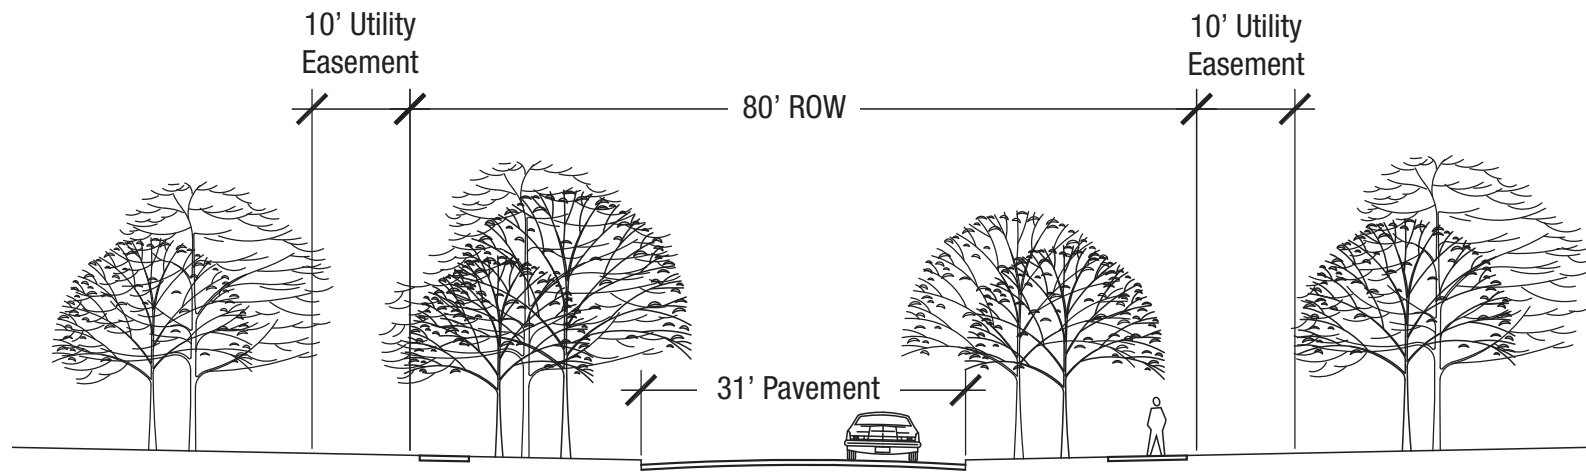 10’ Utility
Easement
10’ Utility
Easement
80’ ROW
31’ Pavement